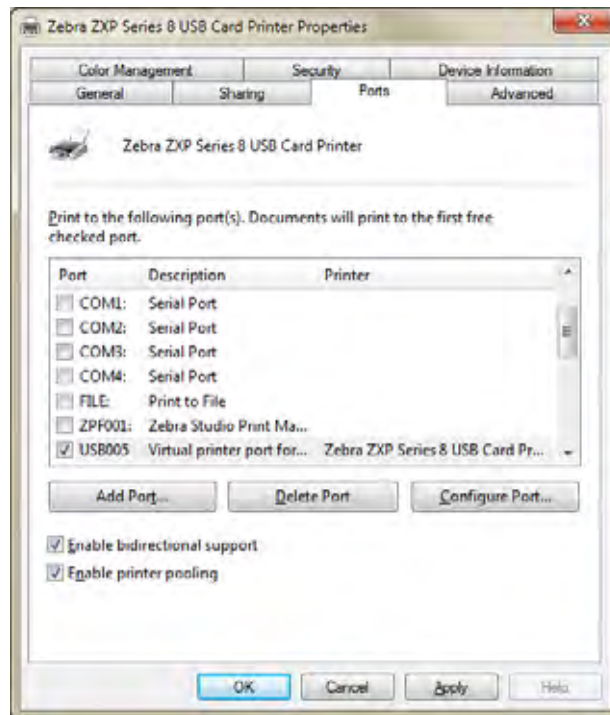 Zebra ZXP Series 8 USB Card Printer Properties
Color Management Security Device Information
General Sharing Ports Advanced
Zebra ZXP Series 8 USB Card Printer
Print to the following port(s). Documents will print to the first free
checked port.
Port Description Printer
COM1: Serial Port
COM2: Serial Port
COM3: Serial Port
COM4: Serial Port
FILE: Print to File
ZPF001: Zebra Studio Print Ma...
USB005 Virtual printer port for... Zebra ZXP Series 8 USB Card Pr...
Add Port... Delete Port Configure Port...
Enable bidirectional support
Enable printer pooling
OK Cancel Apply Help